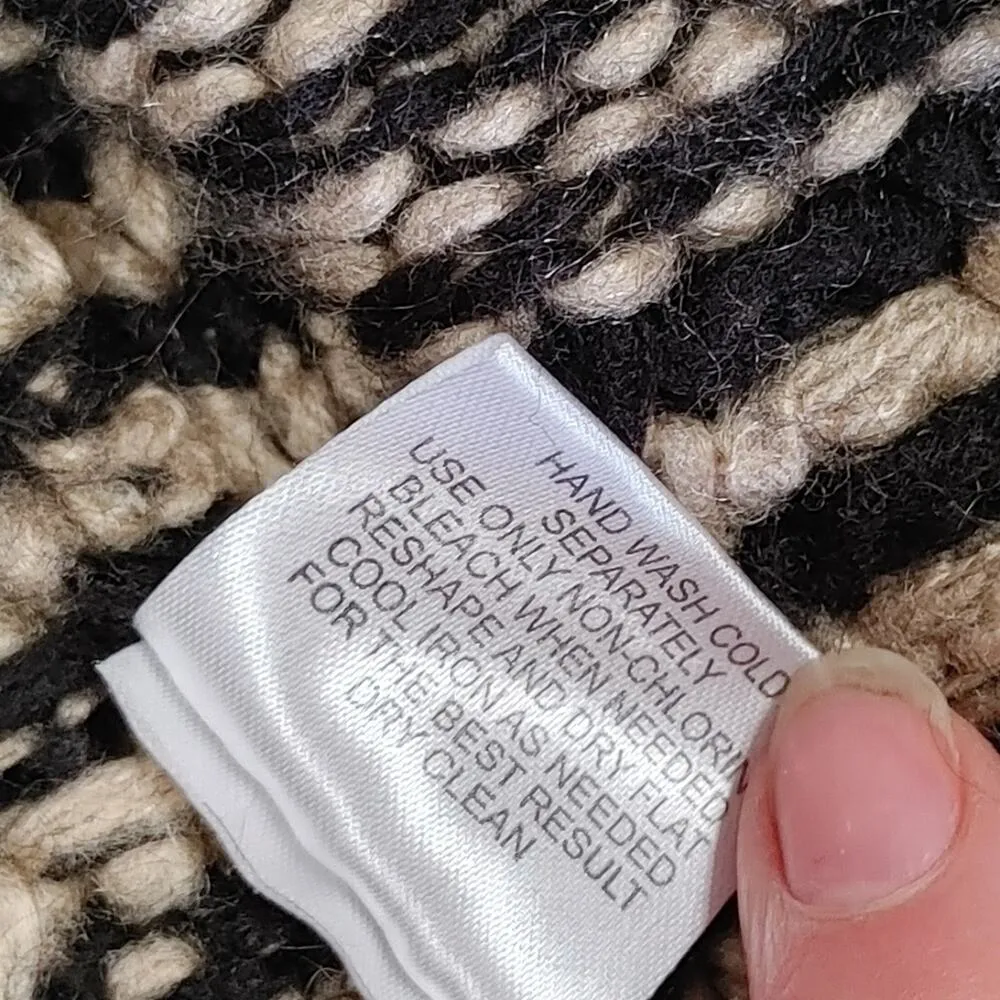 HAND WASH COLD
SEPARATELY
USE ONLY NON-CHLORIN
BLEACH WHEN NEEDED
RESHAPE AND DRY FLAT
COOL IRON AS NEEDED
FOR THE BEST RESULT
DRY CLEAN